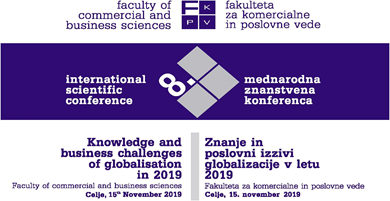 faculty of
commercial and
business sciences
FK
PV
fakulteta
za komercialne
in poslovne vede
international
scientific
conference
8.
mednarodna
znanstvena
konferenca
Knowledge and
business challenges
of globalisation
in 2019
Faculty of commercial and business sciences
Celje, 15th November 2019
Znanje in
poslovni izzivi
globalizacije v letu
2019
Fakulteta za komercialne in poslovne vede
Celje, 15. november 2019